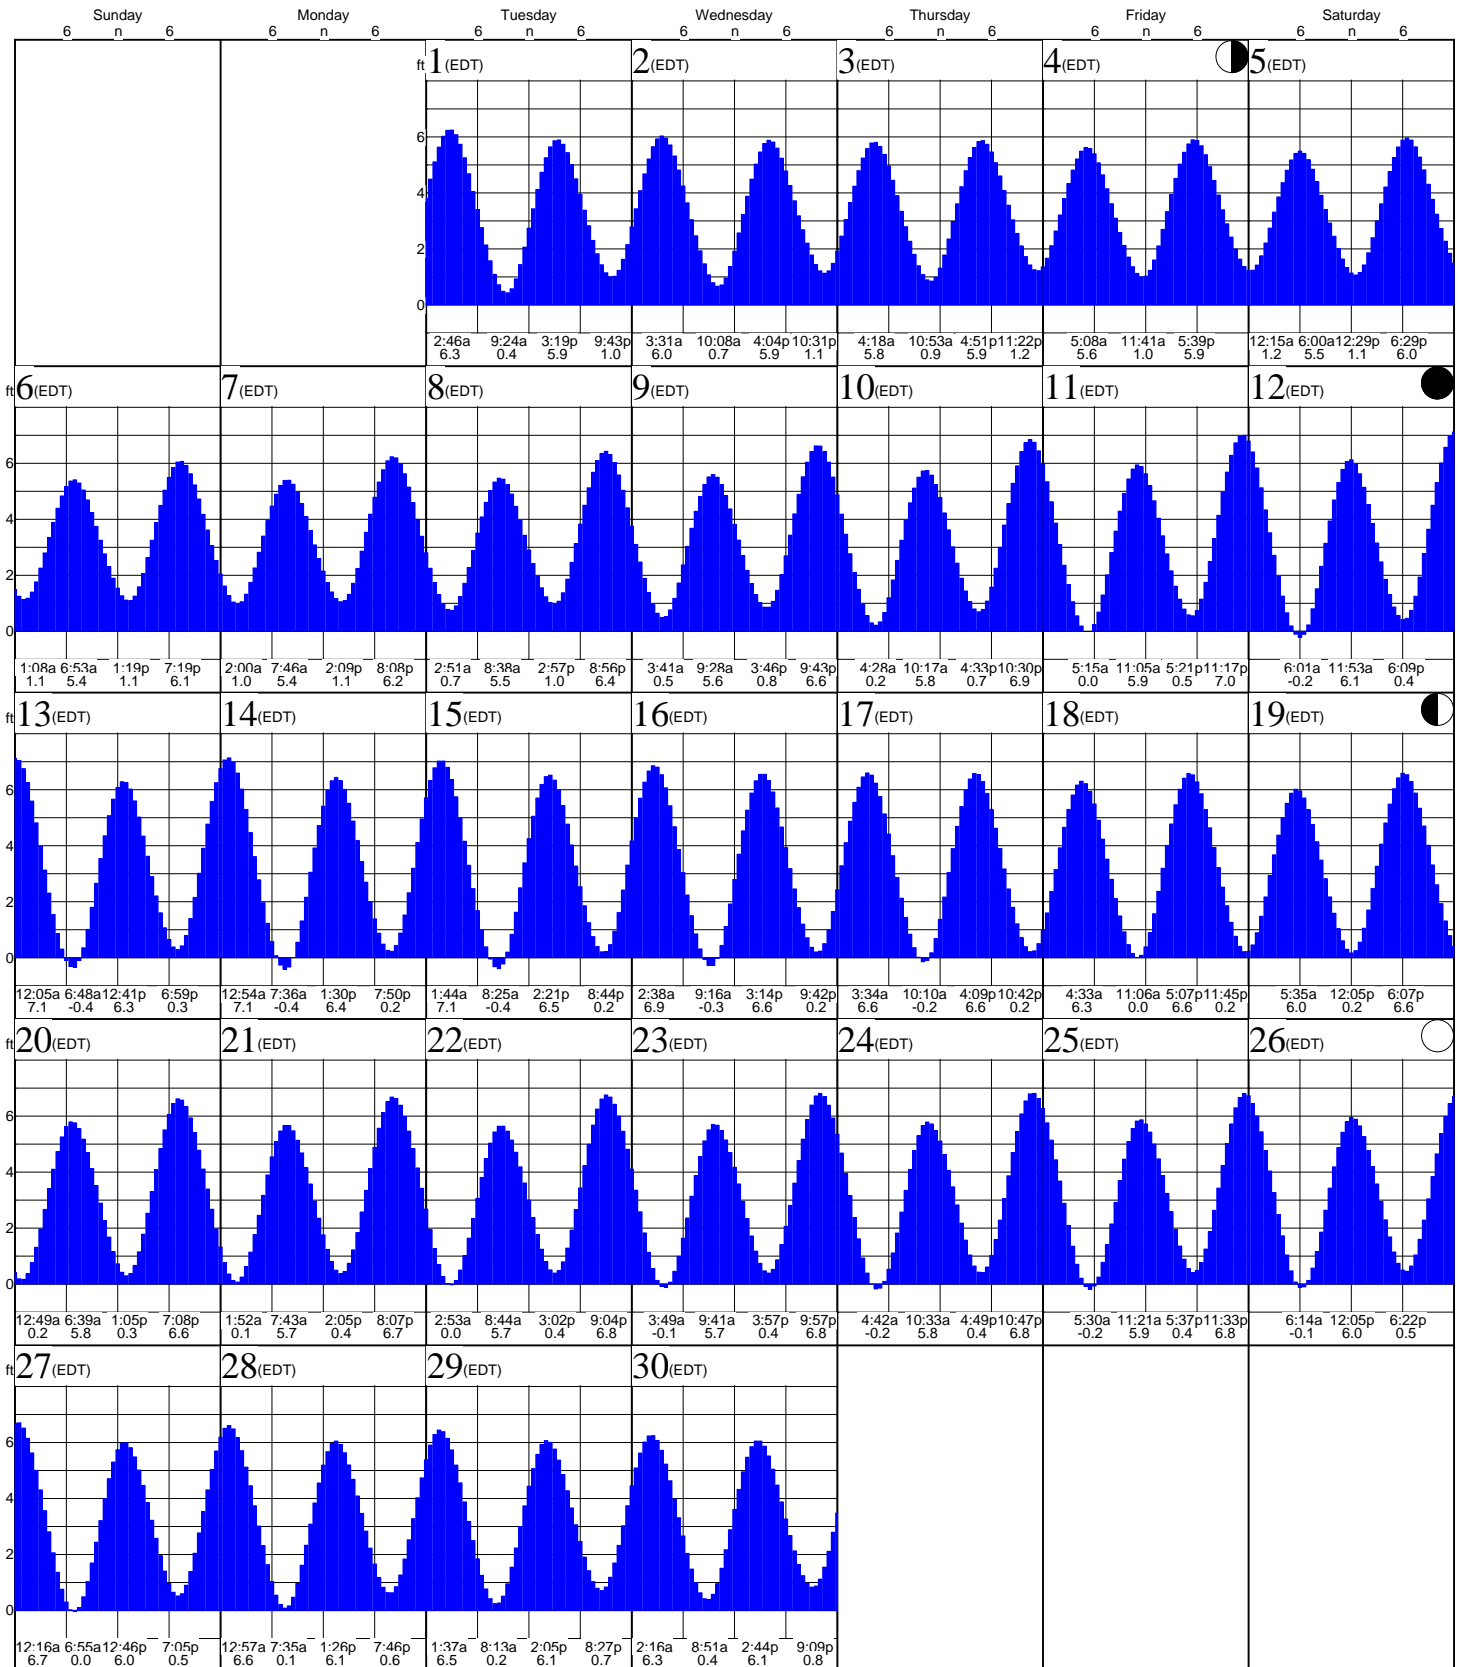 Sunday Monday Tuesday Wednesday Thursday Friday Saturday
6 n 6 6 n 6 6 n 6 6 n 6 6 n 6 6 n 6 6 n 6
ft 1(EDT) 2(EDT) 3(EDT) 4(EDT) 5(EDT)
6
4
2
0
2:46a 9:24a 3:19p 9:43p 3:31a 10:08a 4:04p 10:31p 4:18a 10:53a 4:51p 11:22p 5:08a 11:41a 5:39p 12:15a 6:00a 12:29p 6:29p
6.3 0.4 5.9 1.0 6.0 0.7 5.9 1.1 5.8 0.9 5.9 1.2 5.6 1.0 5.9 1.2 5.5 1.1 6.0
ft 6(EDT) 7(EDT) 8(EDT) 9(EDT) 10(EDT) 11(EDT) 12(EDT)
6
4
2
0
1:08a 6:53a 1:19p 7:19p 2:00a 7:46a 2:09p 8:08p 2:51a 8:38a 2:57p 8:56p 3:41a 9:28a 3:46p 9:43p 4:28a 10:17a 4:33p 10:30p 5:15a 11:05a 5:21p 11:17p 6:01a 11:53a 6:09p
1.1 5.4 1.1 6.1 1.0 5.4 1.1 6.2 0.7 5.5 1.0 6.4 0.5 5.6 0.8 6.6 0.2 5.8 0.7 6.9 0.0 5.9 0.5 7.0 -0.2 6.1 0.4
ft 13(EDT) 14(EDT) 15(EDT) 16(EDT) 17(EDT) 18(EDT) 19(EDT)
6
4
2
0
12:05a 6:48a 12:41p 6:59p 12:54a 7:36a 1:30p 7:50p 1:44a 8:25a 2:21p 8:44p 2:38a 9:16a 3:14p 9:42p 3:34a 10:10a 4:09p 10:42p 4:33a 11:06a 5:07p 11:45p 5:35a 12:05p 6:07p
7.1 -0.4 6.3 0.3 7.1 -0.4 6.4 0.2 7.1 -0.4 6.5 0.2 6.9 -0.3 6.6 0.2 6.6 -0.2 6.6 0.2 6.3 0.0 6.6 0.2 6.0 0.2 6.6
ft 20(EDT) 21(EDT) 22(EDT) 23(EDT) 24(EDT) 25(EDT) 26(EDT)
6
4
2
0
12:49a 6:39a 1:05p 7:08p 1:52a 7:43a 2:05p 8:07p 2:53a 8:44a 3:02p 9:04p 3:49a 9:41a 3:57p 9:57p 4:42a 10:33a 4:49p 10:47p 5:30a 11:21a 5:37p 11:33p 6:14a 12:05p 6:22p
0.2 5.8 0.3 6.6 0.1 5.7 0.4 6.7 0.0 5.7 0.4 6.8 -0.1 5.7 0.4 6.8 -0.2 5.8 0.4 6.8 -0.2 5.9 0.4 6.8 -0.1 6.0 0.5
ft 27(EDT) 28(EDT) 29(EDT) 30(EDT)
6
4
2
0
12:16a 6:55a 12:46p 7:05p 12:57a 7:35a 1:26p 7:46p 1:37a 8:13a 2:05p 8:27p 2:16a 8:51a 2:44p 9:09p
6.7 0.0 6.0 0.5 6.6 0.1 6.1 0.6 6.5 0.2 6.1 0.7 6.3 0.4 6.1 0.8